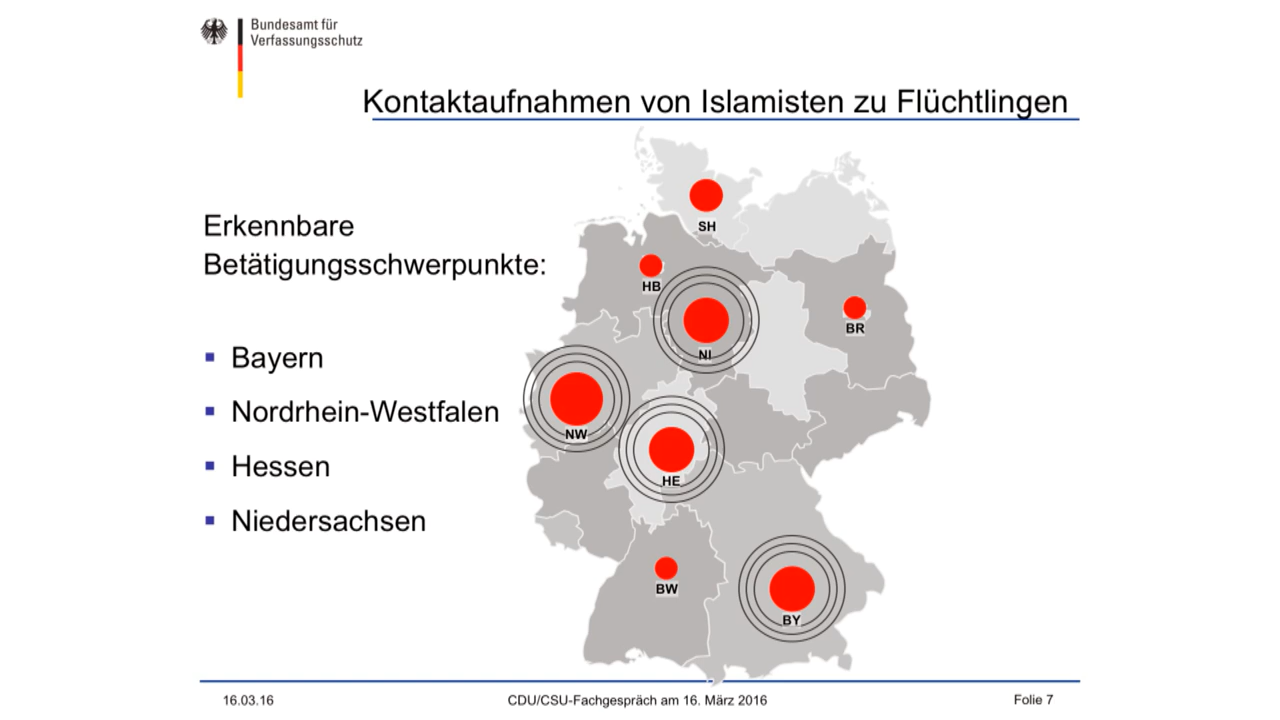 Bundesamt für
Verfassungsschutz
Kontaktaufnahmen von Islamisten zu Flüchtlingen
Erkennbare
Betätigungsschwerpunkte:
▪ Bayern
▪ Nordrhein-Westfalen
▪ Hessen
▪ Niedersachsen
SH
HB
BR
NI
NW
HE
BW
BY
16.03.16 CDU/CSU-Fachgespräch am 16. März 2016 Folie 7